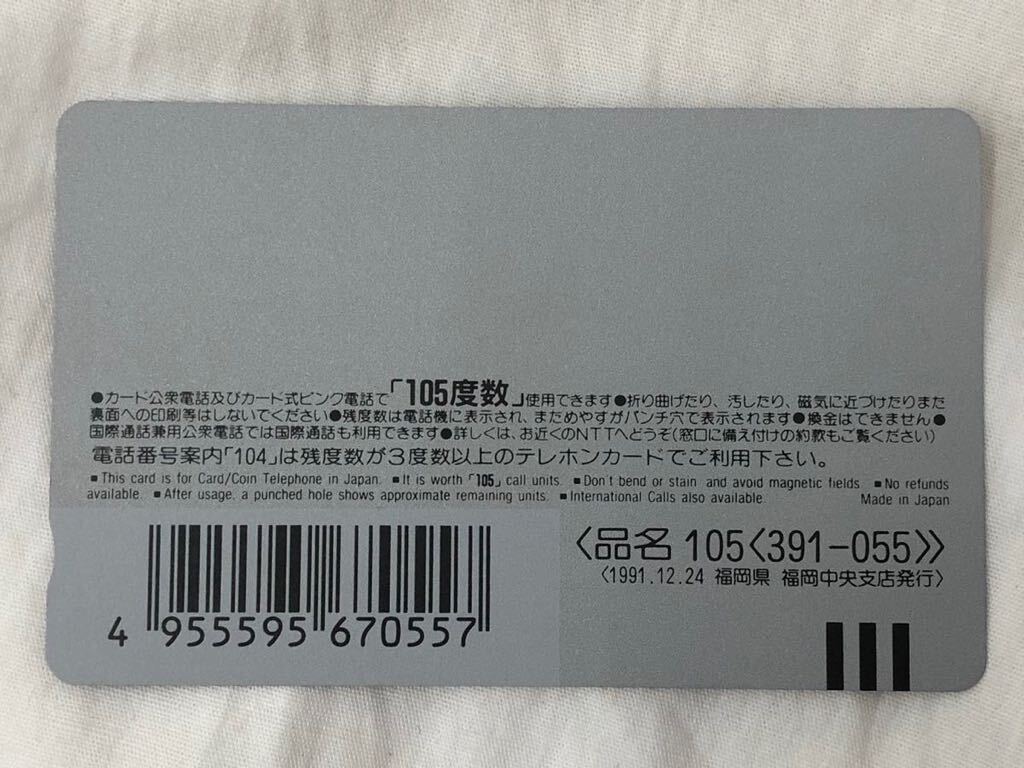 ●カード公衆電話及びカード式ピンク電話で「105度数」使用できます●折り曲げたり、汚したり、磁気に近づけたりまた
裏面への印刷等はしないでください●残度数は電話機に表示され、まためやすがパンチ穴で表示されます●換金はできません●
国際通話兼用公衆電話では国際通話も利用できます●詳しくは、お近くのNTTへどうぞ(窓口に備え付けの約款もご覧ください)
電話番号案内「104」は残度数が3度数以上のテレホンカードでご利用下さい。
■This card is for Card/Coin Telephone in Japan. ■It is worth「105」call units. ■Don't bend or stain and avoid magnetic fields ■No refunds
available. ■After usage, a punched hole shows approximate remaining units. ■International Calls also available. Made in Japan
〈品名 105〈391-055〉〉
〈1991.12.24 福岡県 福岡中央支店発行〉
4 955595 670557